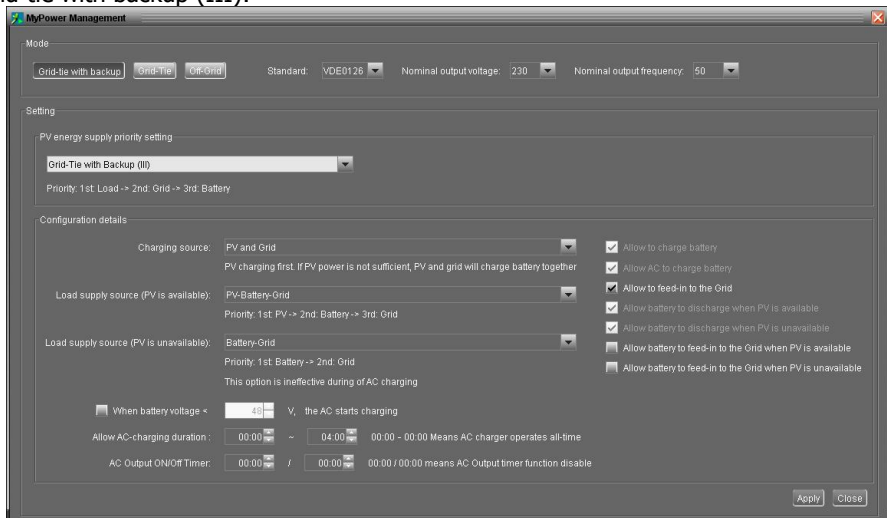 MyPower Management
Mode
Grid-tie with backup Grid-Tie Off-Grid Standard: VDE0126 Nominal output voltage: 230 Nominal output frequency: 50
Setting
PV energy supply priority setting
Grid-Tie with Backup (III)
Priority: 1st: Load -> 2nd: Grid -> 3rd: Battery
Configuration details
Charging source: PV and Grid
PV charging first. If PV power is not sufficient, PV and grid will charge battery together
Load supply source (PV is available): PV-Battery-Grid
Priority: 1st: PV-> 2nd: Battery -> 3rd: Grid
Load supply source (PV is unavailable): Battery-Grid
Priority: 1st: Battery -> 2nd: Grid
This option is ineffective during of AC charging
Allow to charge battery
Allow AC to charge battery
Allow to feed-in to the Grid
Allow battery to discharge when PV is available
Allow battery to discharge when PV is unavailable
Allow battery to feed-in to the Grid when PV is available
Allow battery to feed-in to the Grid when PV is unavailable
When battery voltage < 48 V, the AC starts charging
Allow AC-charging duration : 00:00 ~ 04:00 00:00 - 00:00 Means AC charger operates all-time
AC Output ON/Off Timer: 00:00 / 00:00 00:00 / 00:00 means AC Output timer function disable
Apply Close